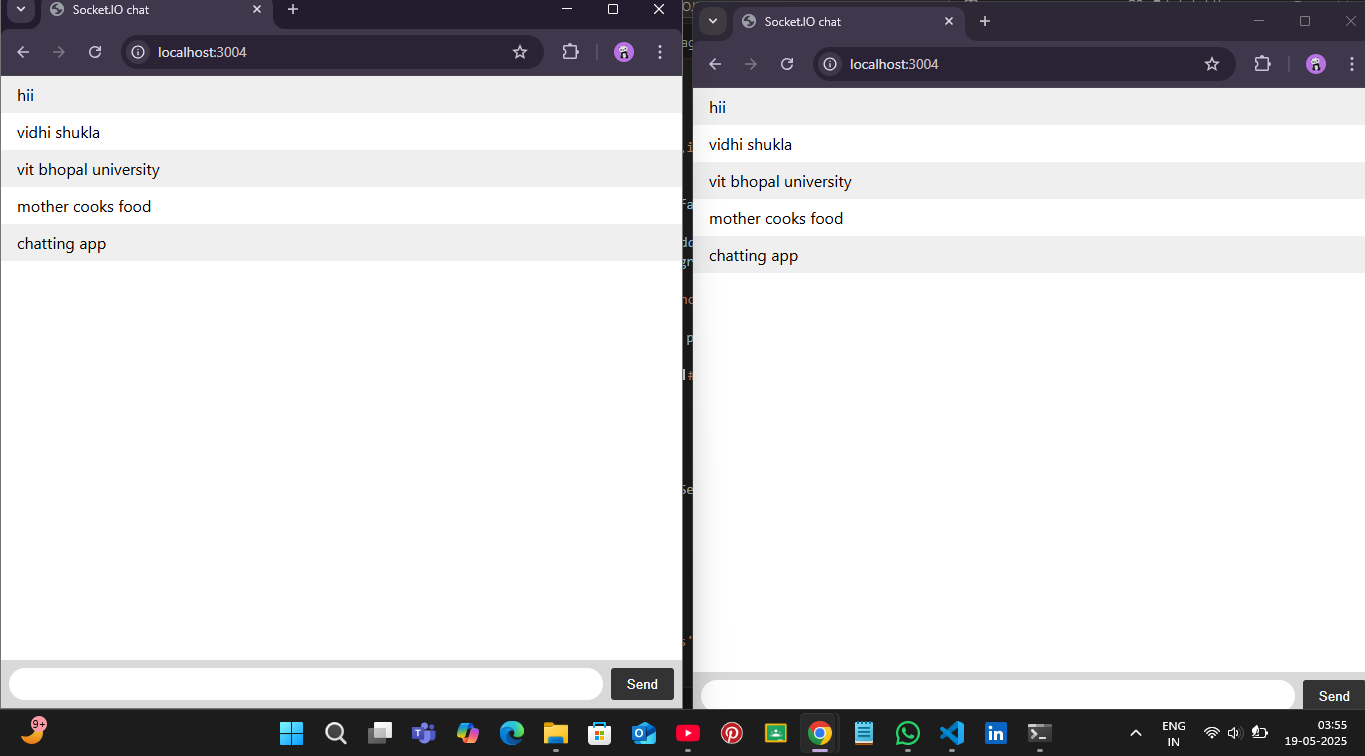 Socket.IO chat
localhost:3004
hii
vidhi shukla
vit bhopal university
mother cooks food
chatting app
Send
Socket.IO chat
localhost:3004
hii
vidhi shukla
vit bhopal university
mother cooks food
chatting app
Send
9+
ENG
IN
03:55
19-05-2025